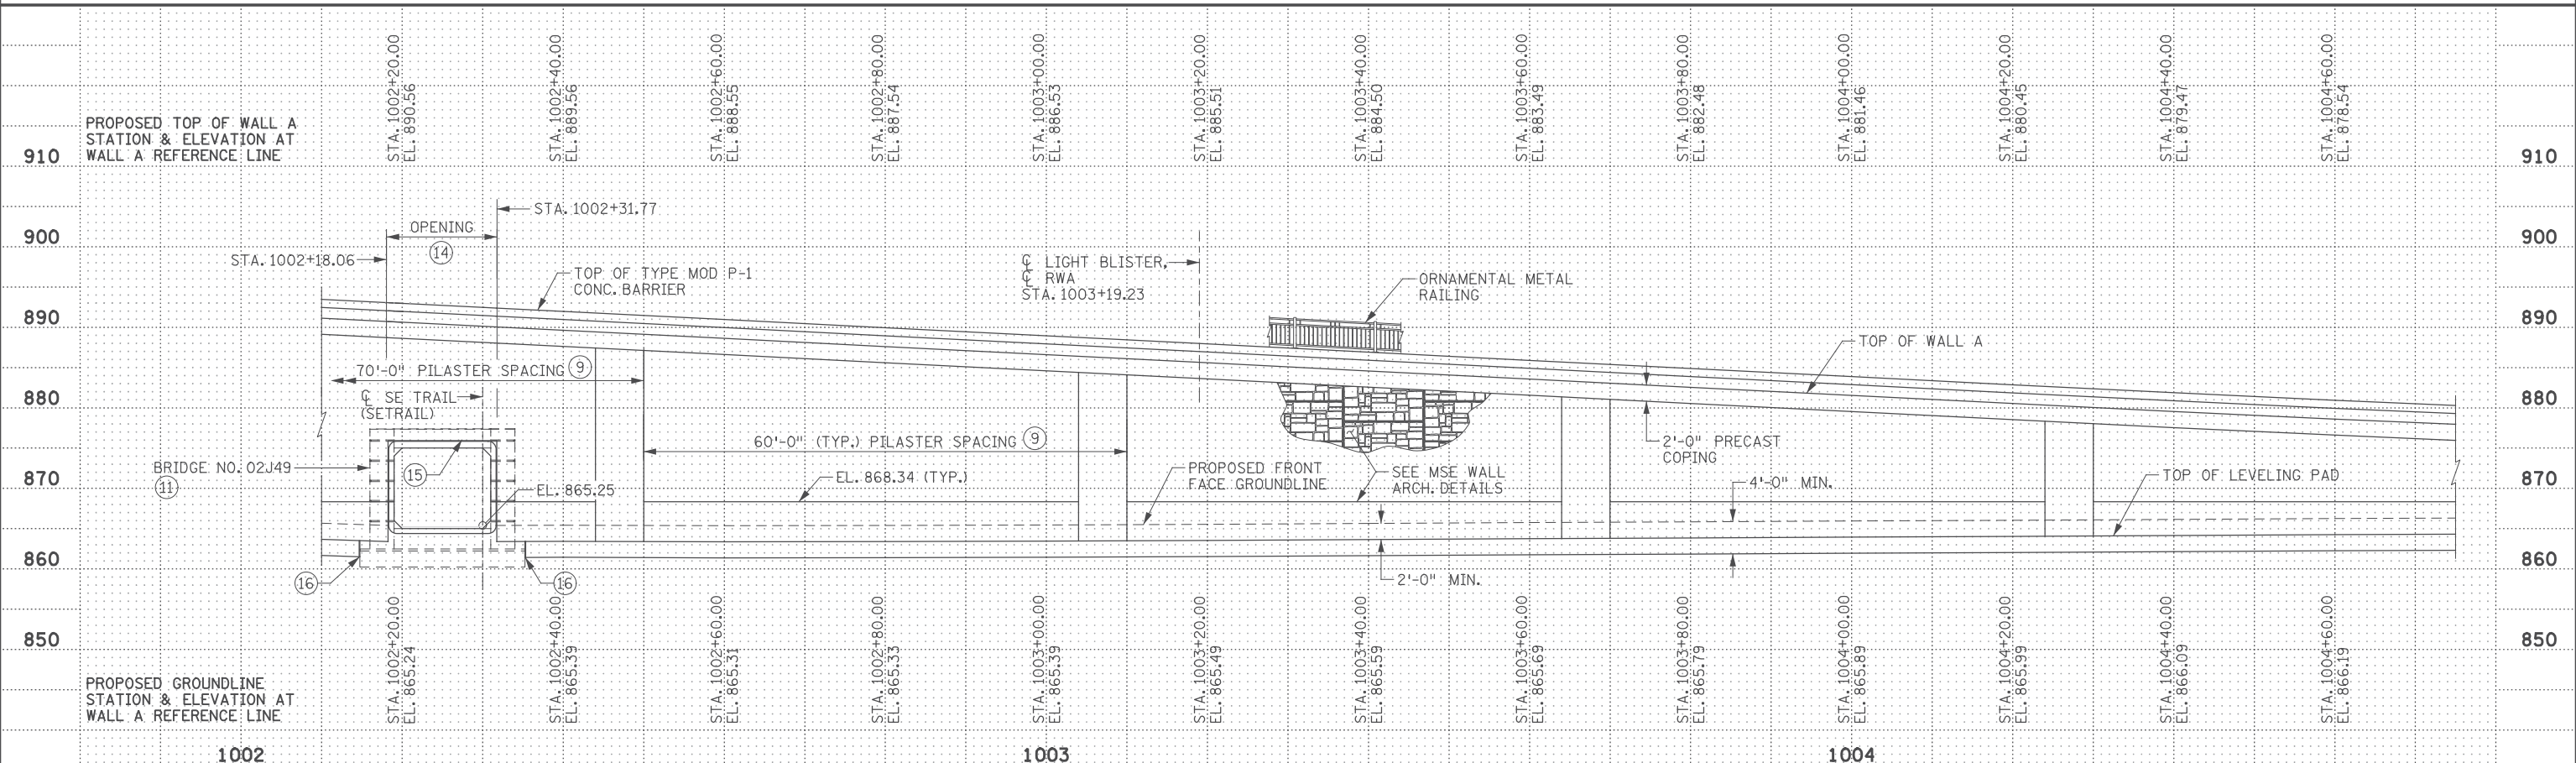 STA. 1002+20.00
EL. 890.56
STA. 1002+40.00
EL. 889.56
STA. 1002+60.00
EL. 888.55
STA. 1002+80.00
EL. 887.54
STA. 1003+00.00
EL. 886.53
STA. 1003+20.00
EL. 885.51
STA. 1003+40.00
EL. 884.50
STA. 1003+60.00
EL. 883.49
STA. 1003+80.00
EL. 882.48
STA. 1004+00.00
EL. 881.46
STA. 1004+20.00
EL. 880.45
STA. 1004+40.00
EL. 879.47
STA. 1004+60.00
EL. 878.54
PROPOSED TOP OF WALL A
STATION & ELEVATION AT
WALL A REFERENCE LINE
910
910
STA. 1002+31.77
OPENING
14
900
900
STA. 1002+18.06
TOP OF TYPE MOD P-1
CONC. BARRIER
℄ LIGHT BLISTER,
℄ RWA
STA. 1003+19.23
ORNAMENTAL METAL
RAILING
890
890
TOP OF WALL A
70'-0" PILASTER SPACING 9
℄ SE TRAIL
(SETRAIL)
880
880
60'-0" (TYP.) PILASTER SPACING 9
2'-0" PRECAST
COPING
BRIDGE NO. 02J49
11
15
EL. 865.25
EL. 868.34 (TYP.)
PROPOSED FRONT
FACE GROUNDLINE
SEE MSE WALL
ARCH. DETAILS
4'-0" MIN.
TOP OF LEVELING PAD
870
870
860
860
16
16
2'-0" MIN.
850
850
STA. 1002+20.00
EL. 865.24
STA. 1002+40.00
EL. 865.39
STA. 1002+60.00
EL. 865.31
STA. 1002+80.00
EL. 865.33
STA. 1003+00.00
EL. 865.39
STA. 1003+20.00
EL. 865.49
STA. 1003+40.00
EL. 865.59
STA. 1003+60.00
EL. 865.69
STA. 1003+80.00
EL. 865.79
STA. 1004+00.00
EL. 865.89
STA. 1004+20.00
EL. 865.99
STA. 1004+40.00
EL. 866.09
STA. 1004+60.00
EL. 866.19
PROPOSED GROUNDLINE
STATION & ELEVATION AT
WALL A REFERENCE LINE
1002
1003
1004